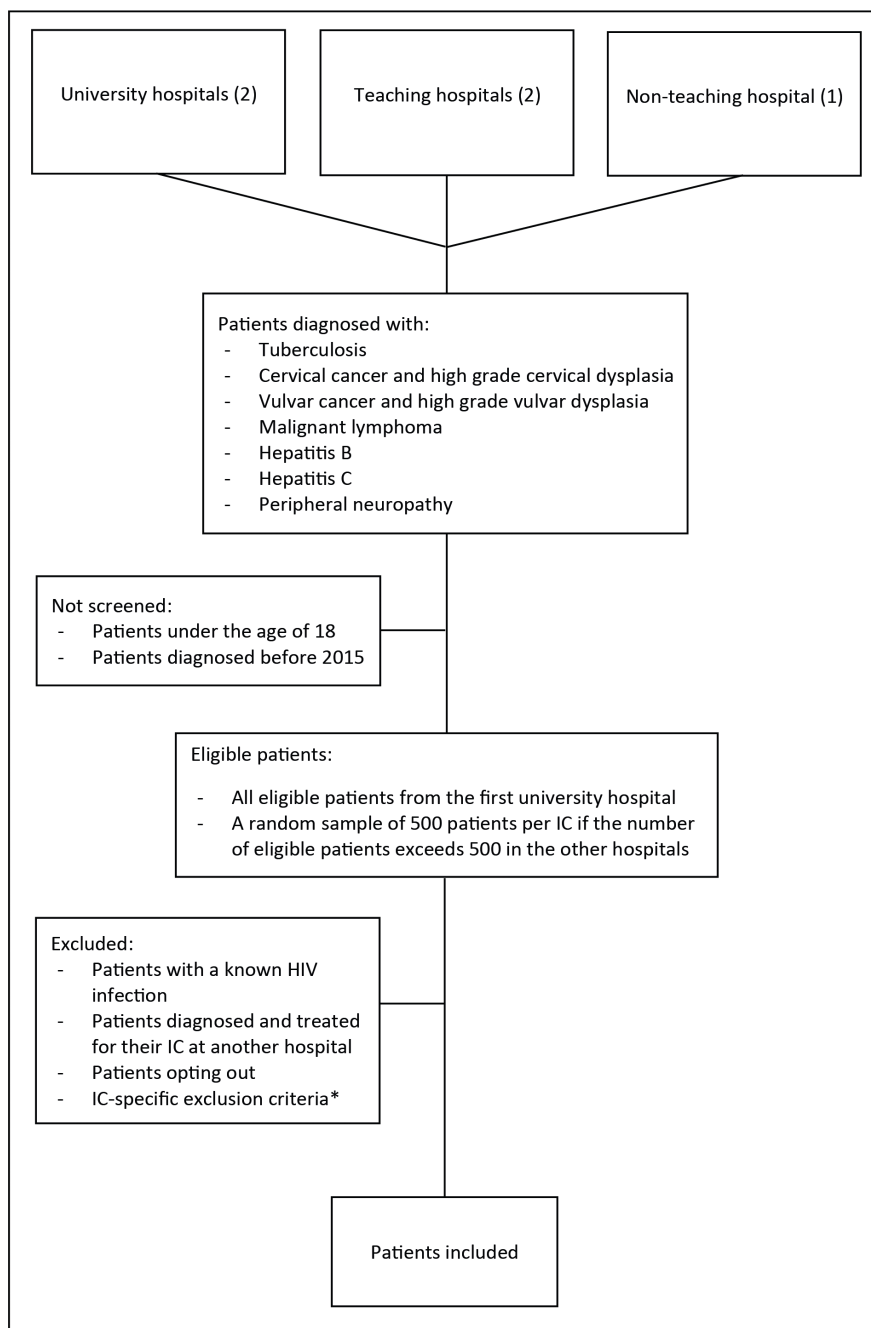 University hospitals (2)
Teaching hospitals (2)
Non-teaching hospital (1)
Patients diagnosed with:
- Tuberculosis
- Cervical cancer and high grade cervical dysplasia
- Vulvar cancer and high grade vulvar dysplasia
- Malignant lymphoma
- Hepatitis B
- Hepatitis C
- Peripheral neuropathy
Not screened:
- Patients under the age of 18
- Patients diagnosed before 2015
Eligible patients:
- All eligible patients from the first university hospital
- A random sample of 500 patients per IC if the number
of eligible patients exceeds 500 in the other hospitals
Excluded:
- Patients with a known HIV
infection
- Patients diagnosed and treated
for their IC at another hospital
- Patients opting out
- IC-specific exclusion criteria*
Patients included